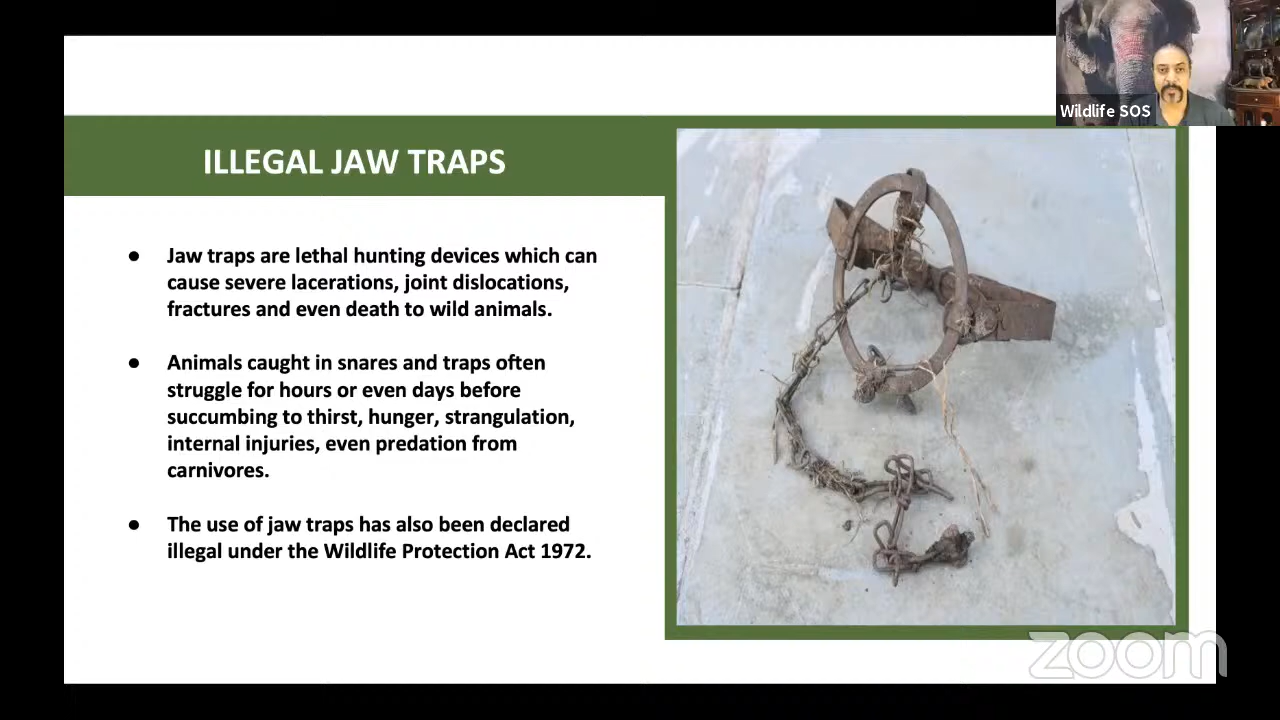 Wildlife SOS
ILLEGAL JAW TRAPS
● Jaw traps are lethal hunting devices which can
cause severe lacerations, joint dislocations,
fractures and even death to wild animals.
● Animals caught in snares and traps often
struggle for hours or even days before
succumbing to thirst, hunger, strangulation,
internal injuries, even predation from
carnivores.
● The use of jaw traps has also been declared
illegal under the Wildlife Protection Act 1972.
zoom